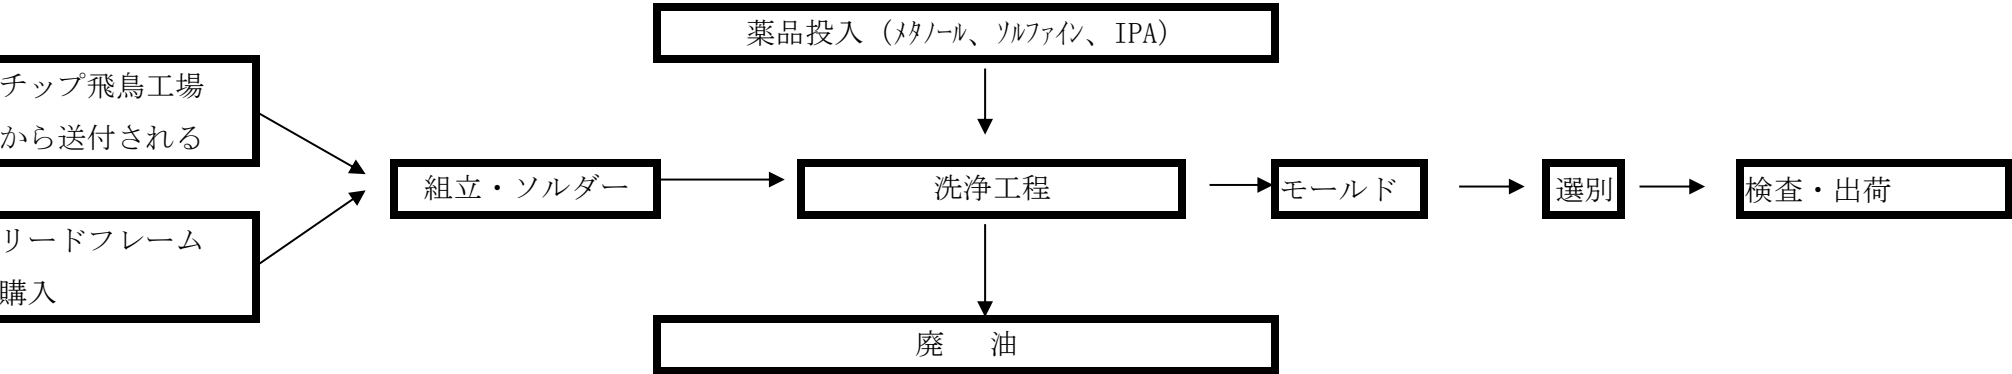 薬品投入（ﾒﾀﾉｰﾙ、ｿﾙﾌｧｲﾝ、IPA）
チップ飛鳥工場
から送付される
組立・ソルダー
洗浄工程
モールド
選別
検査・出荷
リードフレーム
購入
廃　油